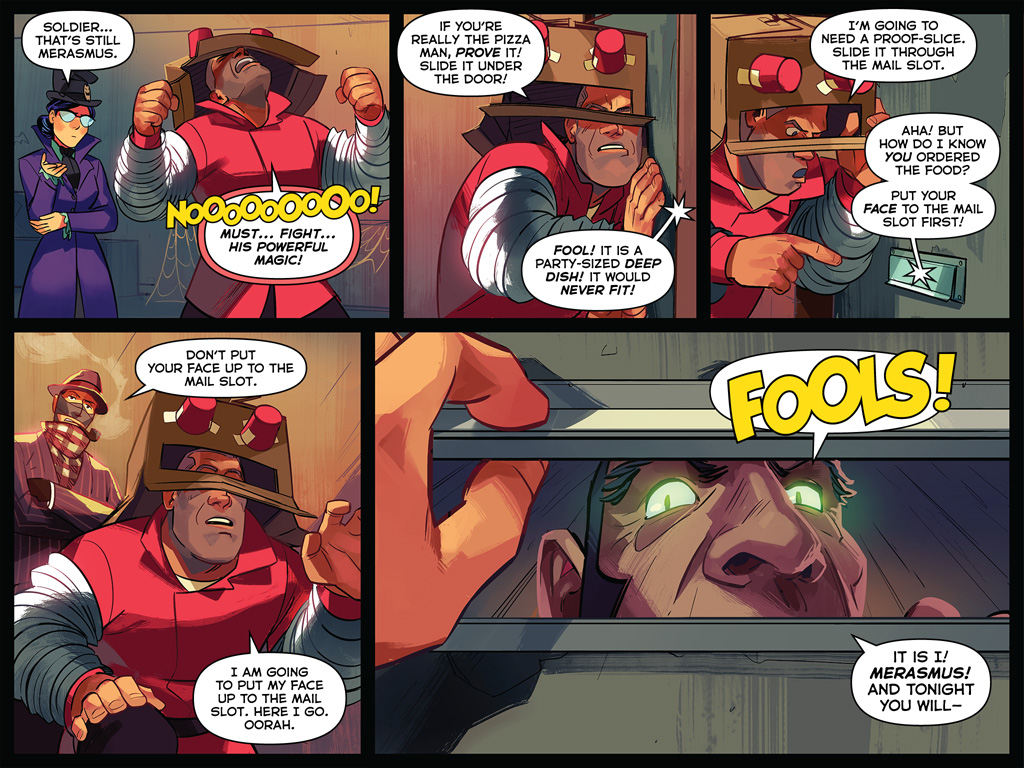 SOLDIER...
THAT'S STILL
MERASMUS.
NOOOOOOOOO!
MUST... FIGHT...
HIS POWERFUL
MAGIC!
IF YOU'RE
REALLY THE PIZZA
MAN, PROVE IT!
SLIDE IT UNDER
THE DOOR!
FOOL! IT IS A
PARTY-SIZED DEEP
DISH! IT WOULD
NEVER FIT!
I'M GOING TO
NEED A PROOF-SLICE.
SLIDE IT THROUGH
THE MAIL SLOT.
AHA! BUT
HOW DO I KNOW
YOU ORDERED
THE FOOD?
PUT YOUR
FACE TO THE MAIL
SLOT FIRST!
DON'T PUT
YOUR FACE UP TO THE
MAIL SLOT.
I AM GOING
TO PUT MY FACE
UP TO THE MAIL
SLOT. HERE I GO.
OORAH.
FOOLS!
IT IS I!
MERASMUS!
AND TONIGHT
YOU WILL–